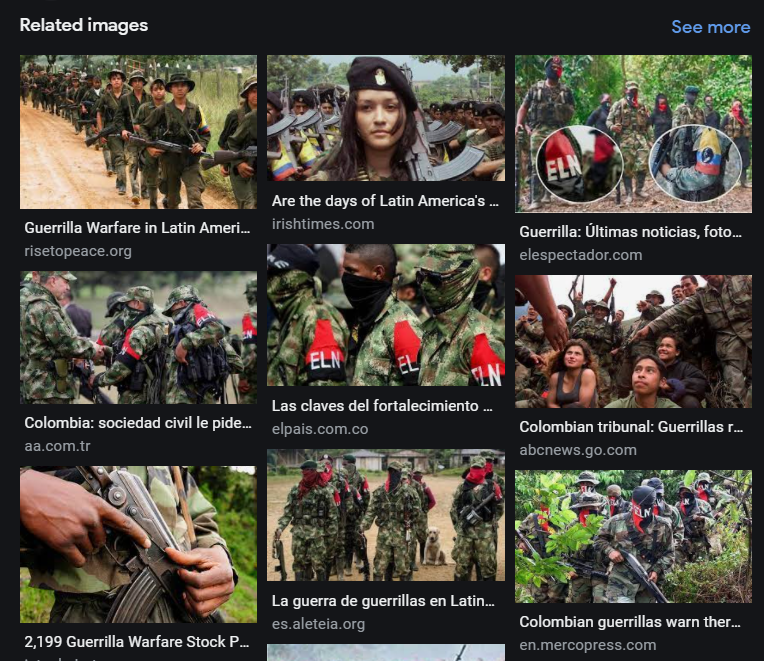 Related images
See more
Guerrilla Warfare in Latin Ameri...
risetopeace.org
Are the days of Latin America's ...
irishtimes.com
ELN
Guerrilla: Últimas noticias, foto...
elespectador.com
Colombia: sociedad civil le pide...
aa.com.tr
ELN
EL
ELN
Las claves del fortalecimiento ...
elpais.com.co
Colombian tribunal: Guerrillas r...
abcnews.go.com
2,199 Guerrilla Warfare Stock P...
La guerra de guerrillas en Latin...
es.aleteia.org
ELN
Colombian guerrillas warn ther...
en.mercopress.com